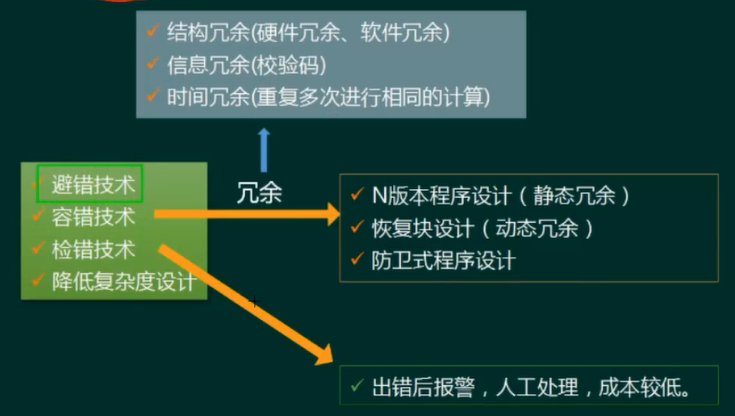 结构冗余(硬件冗余、软件冗余)
信息冗余(校验码)
时间冗余(重复多次进行相同的计算)
避错技术
容错技术
检错技术
降低复杂度设计
冗余
N版本程序设计（静态冗余）
恢复块设计（动态冗余）
防卫式程序设计
出错后报警，人工处理，成本较低。